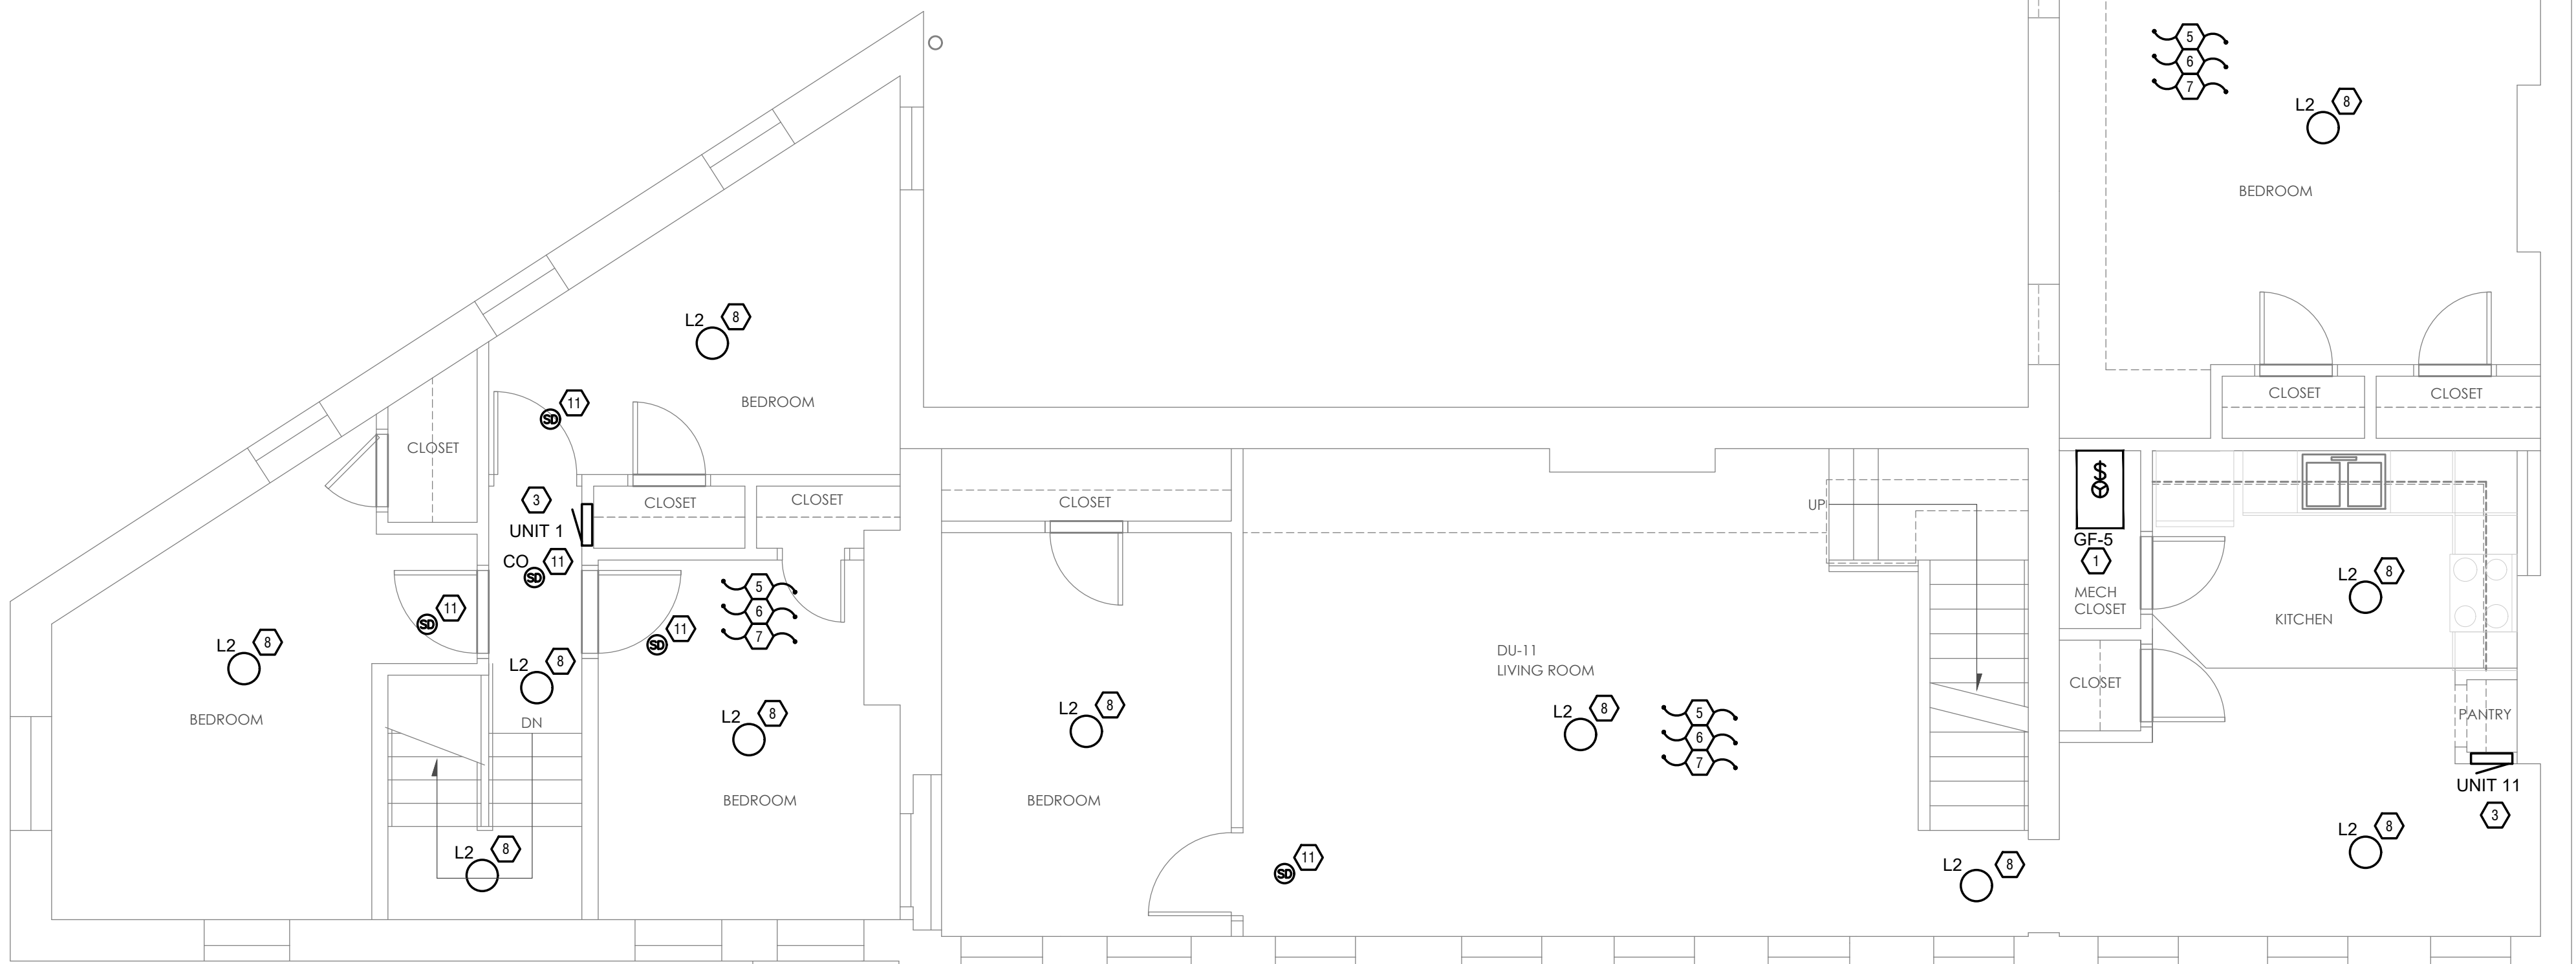 5
6
7
L2 8
BEDROOM
L2 8
BEDROOM
11
SD
CLOSET
3
UNIT 1
CLOSET
CLOSET
CO 11
SD
11
SD
L2 8
BEDROOM
L2 8
DN
L2 8
11
SD
5
6
7
L2 8
BEDROOM
CLOSET
L2 8
BEDROOM
UP
DU-11
LIVING ROOM
L2 8
5
6
7
11
SD
L2 8
CLOSET
CLOSET
$
GF-5
1
MECH
CLOSET
L2 8
KITCHEN
CLOSET
PANTRY
UNIT 11
3
L2 8